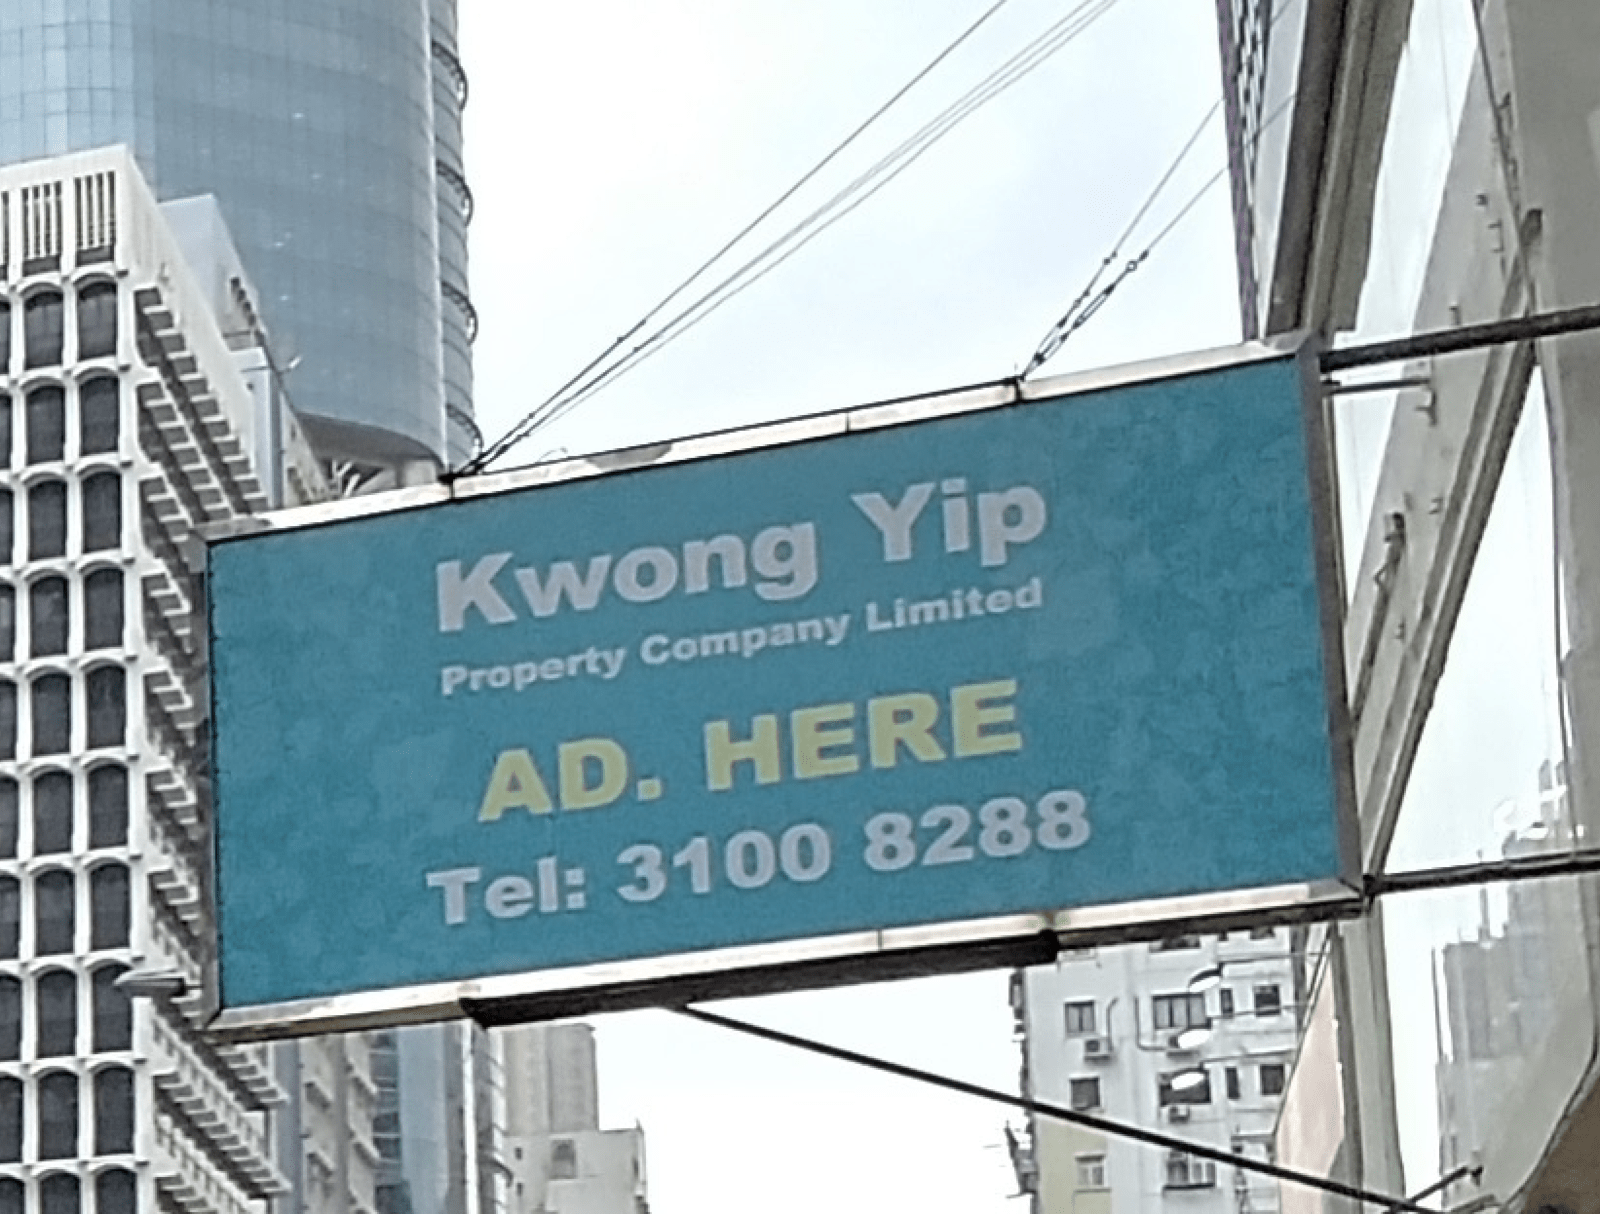 Kwong Yip
Property Company Limited
AD. HERE
Tel: 3100 8288